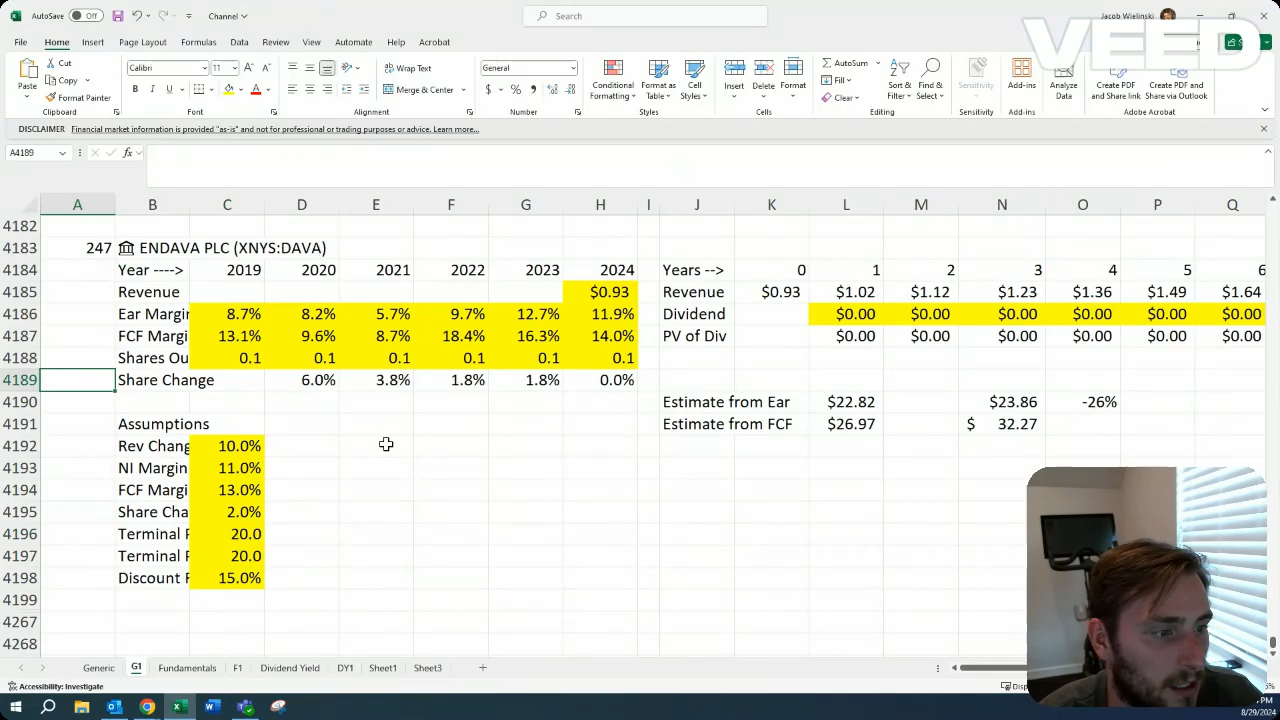 AutoSave Off Channel Search Jacob Wielinski
VEED
File Home Insert Page Layout Formulas Data Review View Automate Help Acrobat
Cut Calibri 11 Wrap Text General AutoSum
Paste Copy Merge & Center Conditional Formatting Format as Table Cell Styles Insert Delete Format Fill Sort & Filter Find & Select Sensitivity Add-ins Analyze Data Create PDF and Share link Create PDF and Share via Outlook
Format Painter Clear
Clipboard Font Alignment Number Styles Cells Editing Sensitivity Add-ins Adobe Acrobat
DISCLAIMER Financial market information is provided "as-is" and not for professional or trading purposes or advice. Learn more...
A4189 fx
A B C D E F G H I J K L M N O P Q
4182
4183 247 ENDAVA PLC (XNYS:DAVA)
4184 Year ----> 2019 2020 2021 2022 2023 2024 Years --> 0 1 2 3 4 5 6
4185 Revenue $0.93 Revenue $0.93 $1.02 $1.12 $1.23 $1.36 $1.49 $1.64
4186 Ear Margin 8.7% 8.2% 5.7% 9.7% 12.7% 11.9% Dividend $0.00 $0.00 $0.00 $0.00 $0.00 $0.00
4187 FCF Margin 13.1% 9.6% 8.7% 18.4% 16.3% 14.0% PV of Div $0.00 $0.00 $0.00 $0.00 $0.00 $0.00
4188 Shares Ou 0.1 0.1 0.1 0.1 0.1 0.1
4189 Share Change 6.0% 3.8% 1.8% 1.8% 0.0%
4190 Estimate from Ear $22.82 $23.86 -26%
4191 Assumptions Estimate from FCF $26.97 $ 32.27
4192 Rev Chang 10.0%
4193 NI Margin 11.0%
4194 FCF Margi 13.0%
4195 Share Cha 2.0%
4196 Terminal P 20.0
4197 Terminal P 20.0
4198 Discount F 15.0%
4199
4267
4268
Generic G1 Fundamentals F1 Dividend Yield DY1 Sheet1 Sheet3
Accessibility: Investigate
8/29/2024